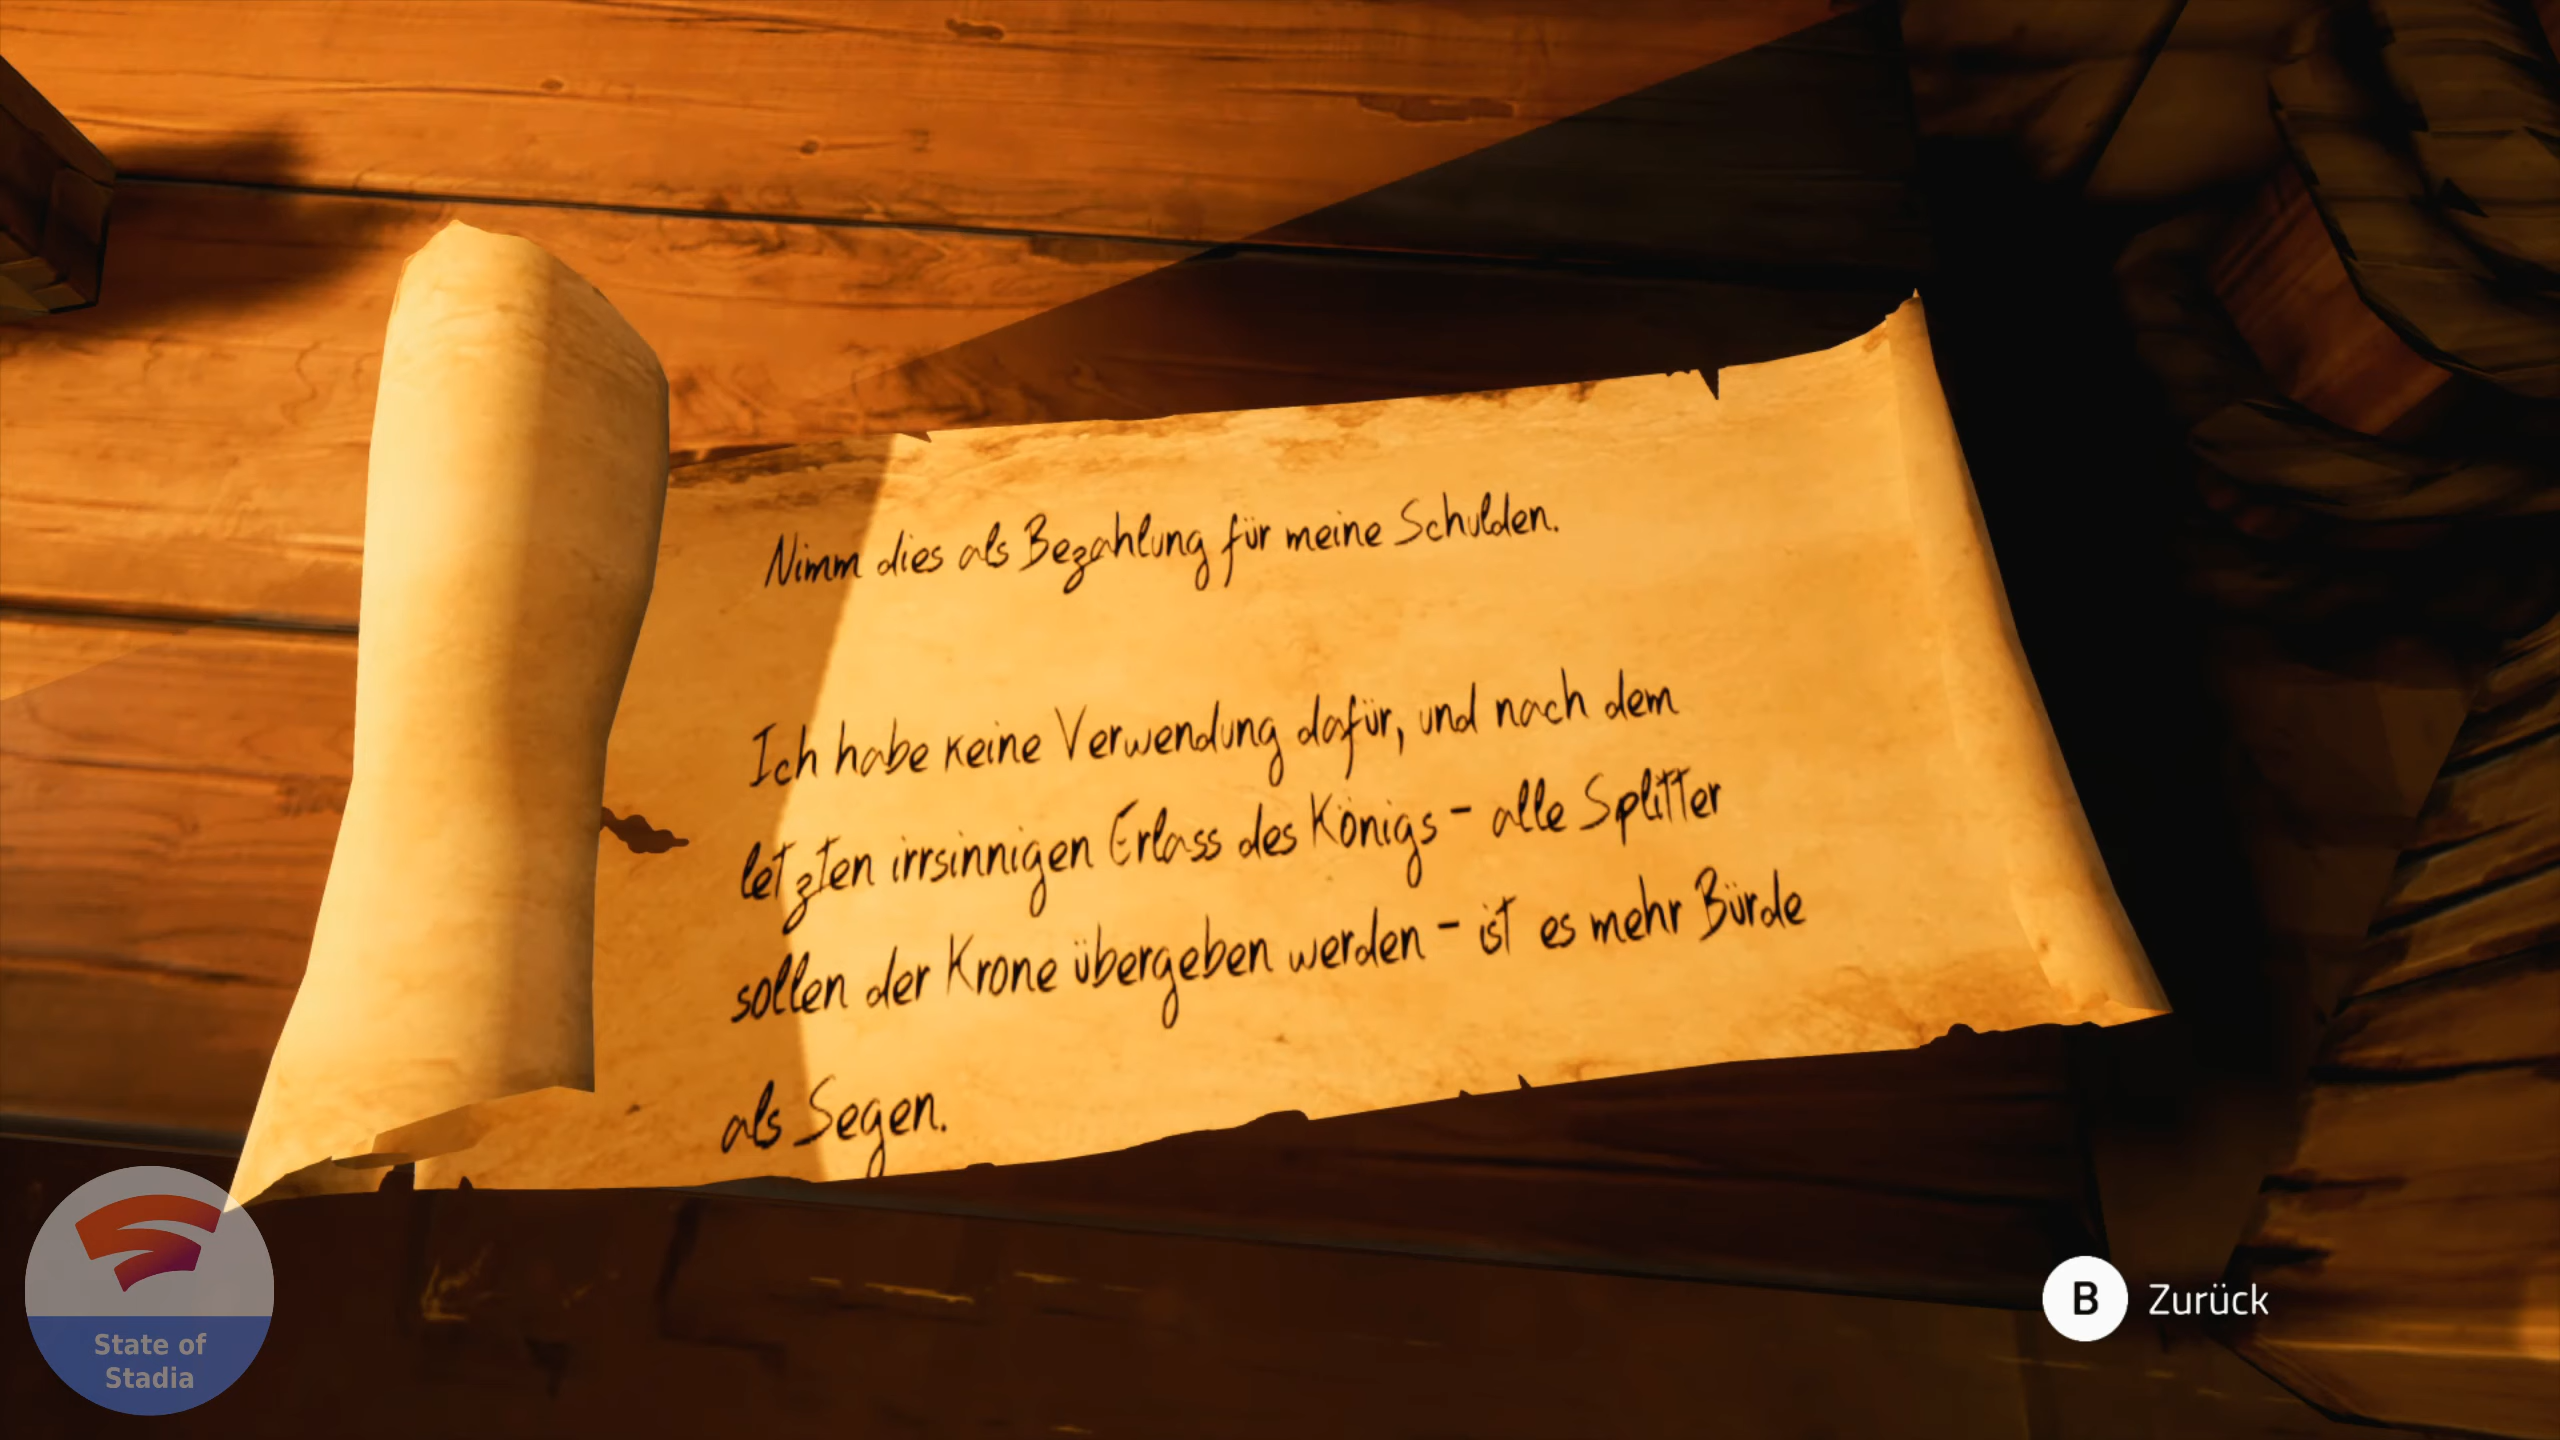 Nimm dies als Bezahlung für meine Schulden.
Ich habe keine Verwendung dafür, und nach dem
letzten irrsinnigen Erlass des Königs - alle Splitter
sollen der Krone übergeben werden - ist es mehr Bürde
als Segen.
State of
Stadia
B Zurück